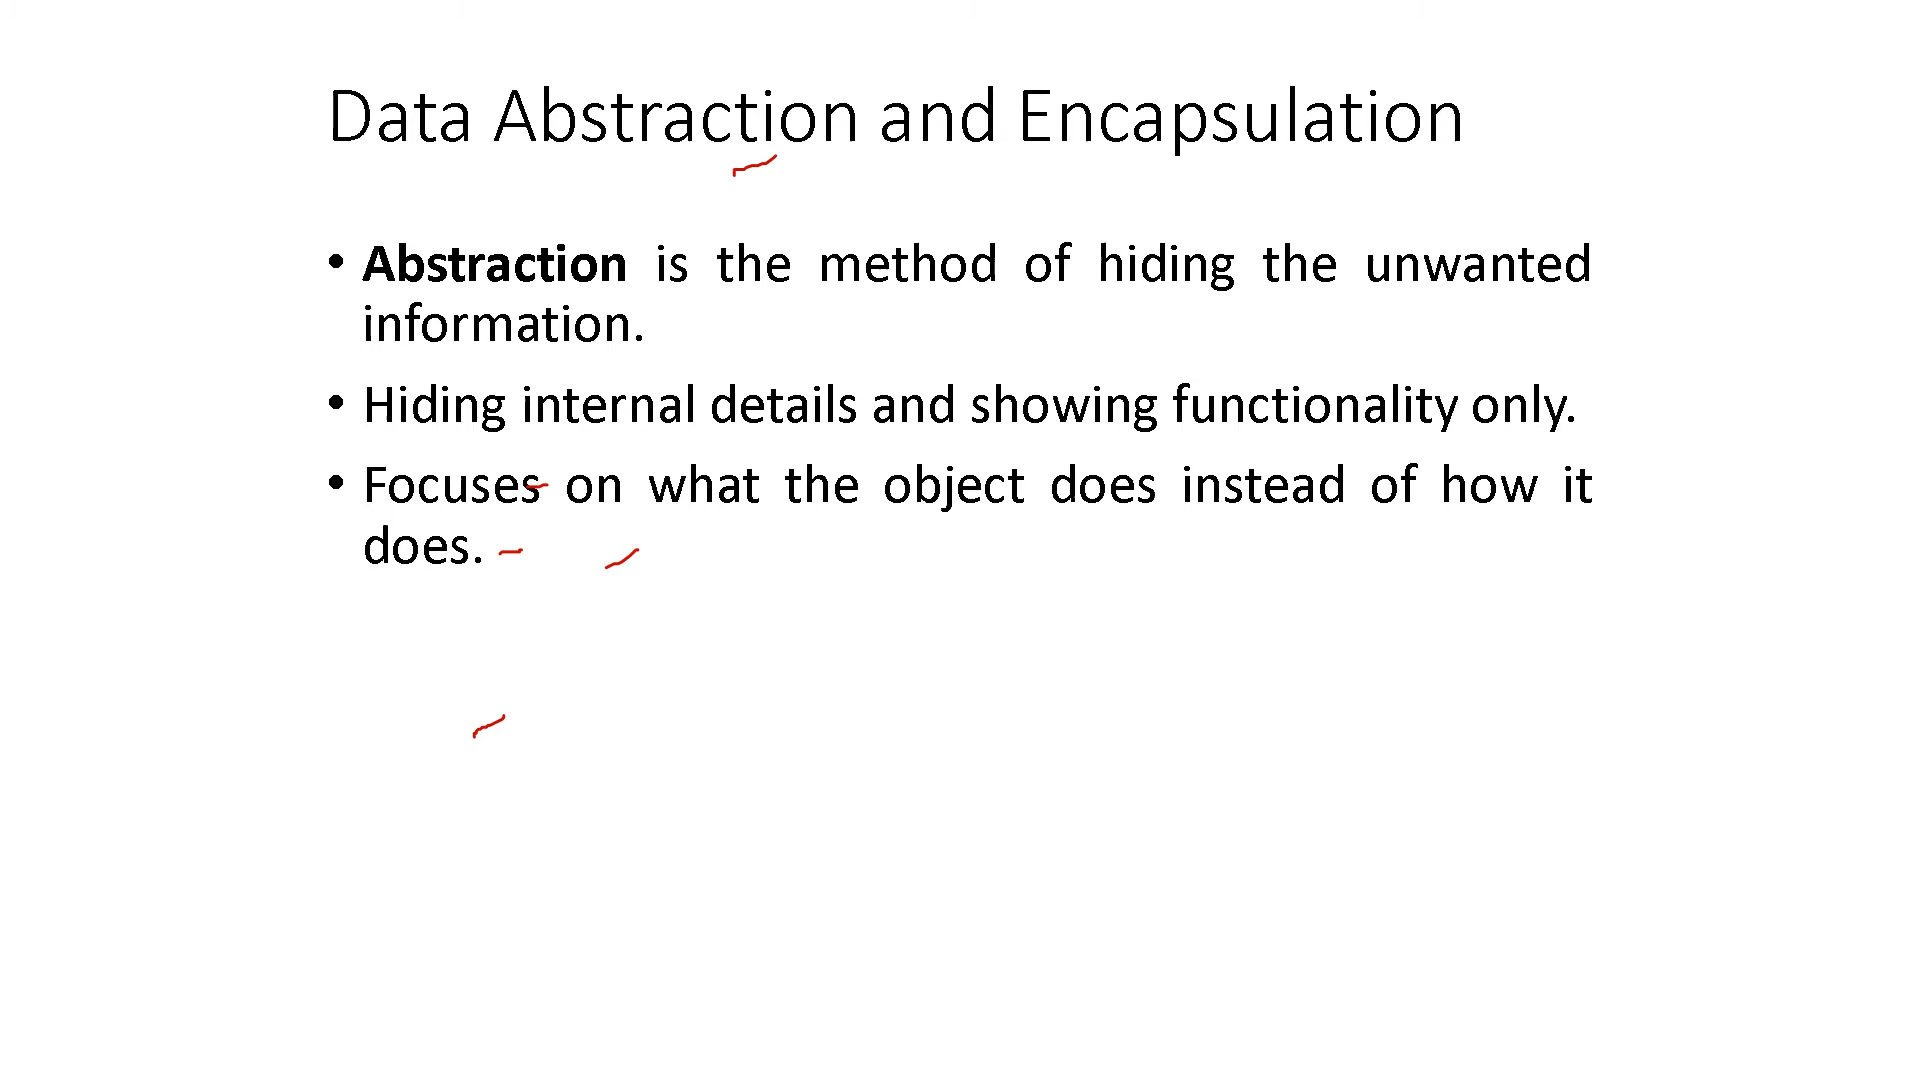 Data Abstraction and Encapsulation
• Abstraction is the method of hiding the unwanted
information.
• Hiding internal details and showing functionality only.
• Focuses on what the object does instead of how it
does.